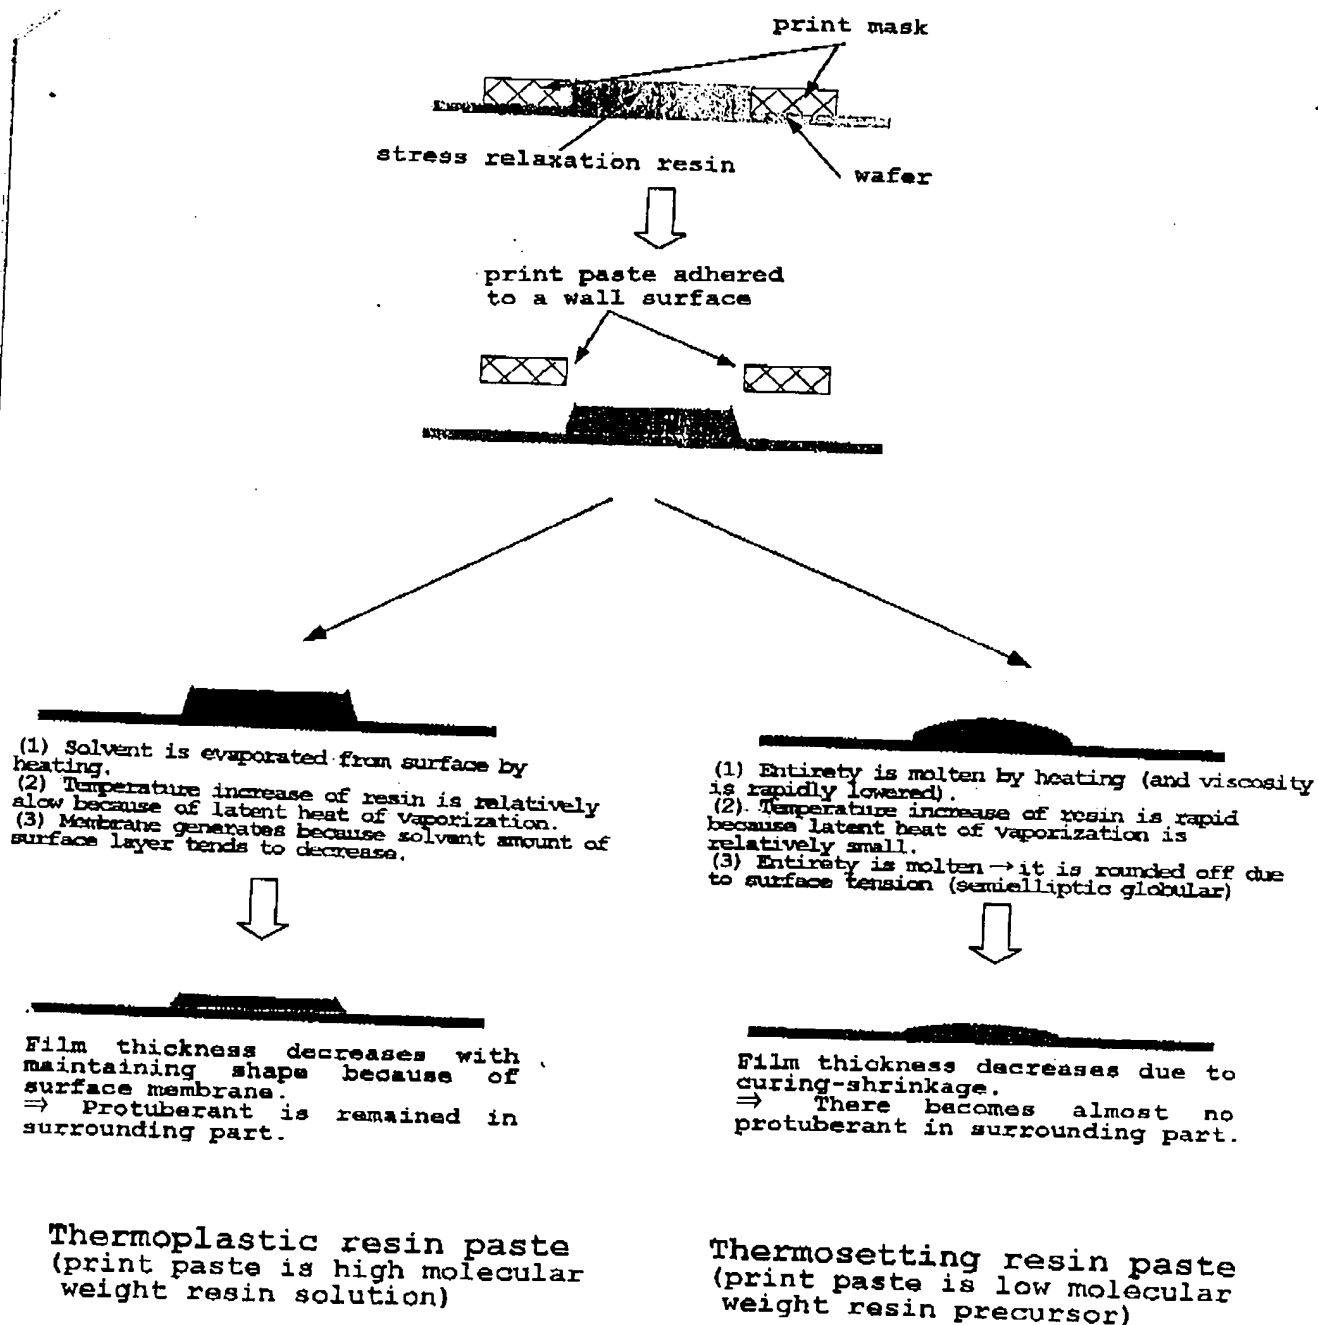 print mask
stress relaxation resin
wafer
print paste adhered
to a wall surface
(1) Solvent is evaporated from surface by
heating.
(2) Temperature increase of resin is relatively
slow because of latent heat of vaporization.
(3) Membrane generates because solvent amount of
surface layer tends to decrease.
Film thickness decreases with
maintaining shape because of
surface membrane.
⇒ Protuberant is remained in
surrounding part.
Thermoplastic resin paste
(print paste is high molecular
weight resin solution)
(1) Entirety is molten by heating (and viscosity
is rapidly lowered).
(2) Temperature increase of resin is rapid
because latent heat of vaporization is
relatively small.
(3) Entirety is molten → it is rounded off due
to surface tension (semielliptic globular)
Film thickness decreases due to
curing-shrinkage.
⇒ There becomes almost no
protuberant in surrounding part.
Thermosetting resin paste
(print paste is low molecular
weight resin precursor)